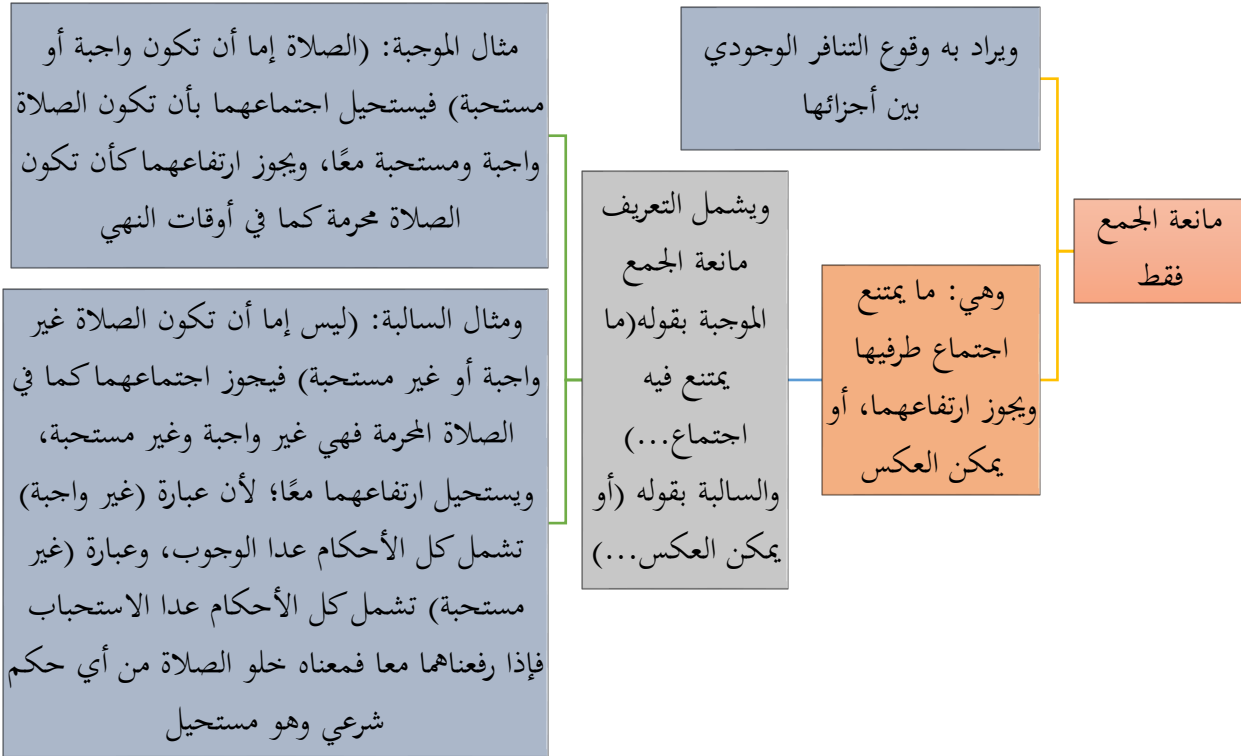 مانعة الجمع
فقط
ويراد به وقوع التنافر الوجودي
بين أجزائها
وهي: ما يمتنع
اجتماع طرفيها
ويجوز ارتفاعهما، أو
يمكن العكس
ويشمل التعريف
مانعة الجمع
الموجبة بقوله(ما
يمتنع فيه
اجتماع...)
والسالبة بقوله (أو
يمكن العكس...)
مثال الموجبة: (الصلاة إما أن تكون واجبة أو
مستحبة) فيستحيل اجتماعهما بأن تكون الصلاة
واجبة ومستحبة معًا، ويجوز ارتفاعهما كأن تكون
الصلاة محرمة كما في أوقات النهي
ومثال السالبة: (ليس إما أن تكون الصلاة غير
واجبة أو غير مستحبة) فيجوز اجتماعهما كما في
الصلاة المحرمة فهي غير واجبة وغير مستحبة،
ويستحيل ارتفاعهما معًا؛ لأن عبارة (غير واجبة)
تشمل كل الأحكام عدا الوجوب، وعبارة (غير
مستحبة) تشمل كل الأحكام عدا الاستحباب
فإذا رفعناهما معا فمعناه خلو الصلاة من أي حكم
شرعي وهو مستحيل